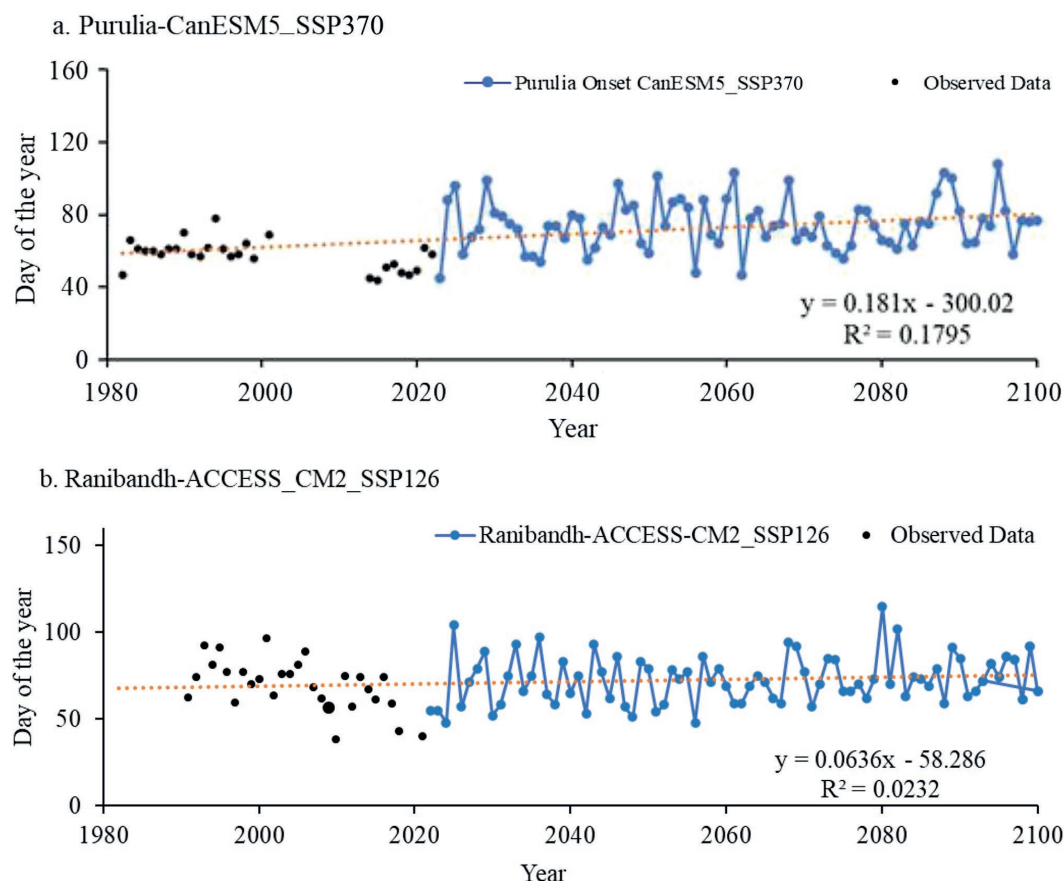 a. Purulia-CanESM5_SSP370
160
Purulia Onset CanESM5_SSP370 Observed Data
120
Day of the year
80
40
y = 0.181x - 300.02
R² = 0.1795
0
1980 2000 2020 2040 2060 2080 2100
Year
b. Ranibandh-ACCESS_CM2_SSP126
150
Ranibandh-ACCESS-CM2_SSP126 Observed Data
100
Day of the year
50
y = 0.0636x - 58.286
R² = 0.0232
0
1980 2000 2020 2040 2060 2080 2100
Year